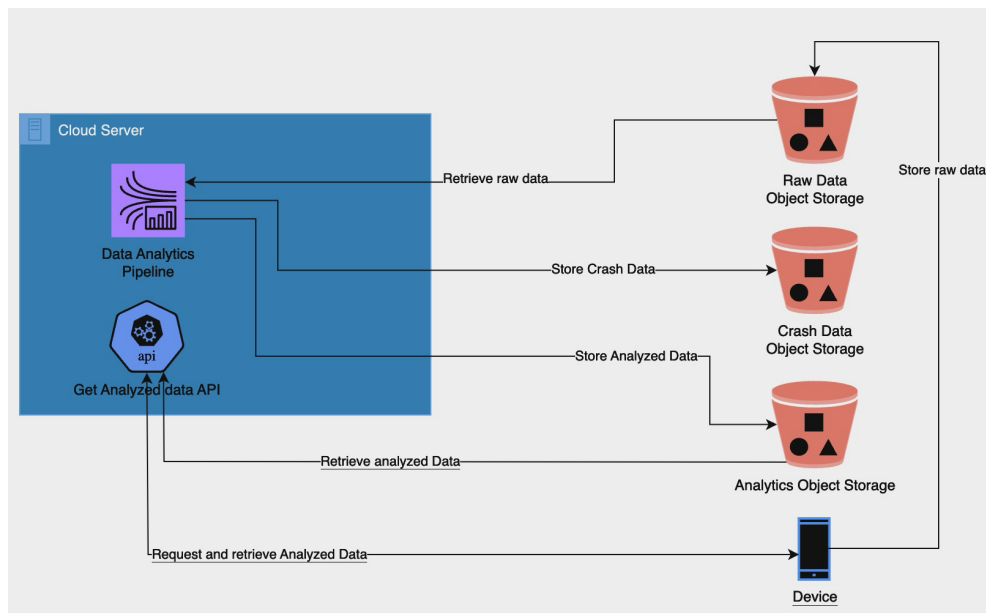 Cloud Server
Store raw data
Retrieve raw data
Raw Data
Object Storage
Data Analytics
Pipeline
Store Crash Data
api
Crash Data
Object Storage
Store Analyzed Data
Get Analyzed data API
Retrieve analyzed Data
Analytics Object Storage
Request and retrieve Analyzed Data
Device